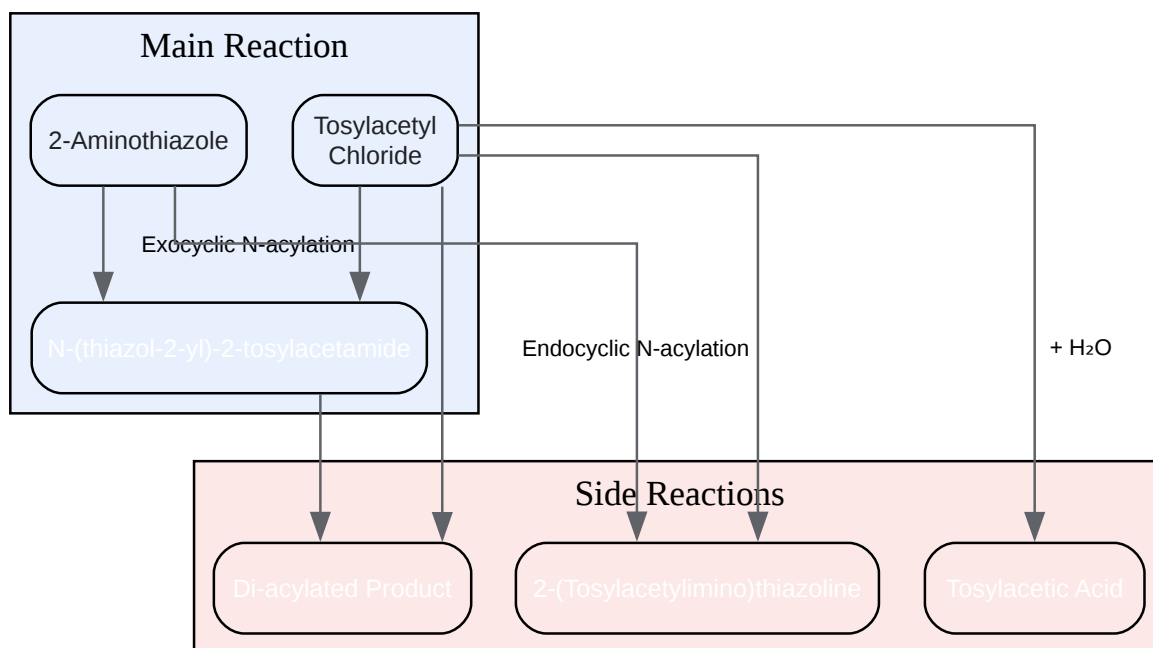 Main Reaction
2-Aminothiazole
Tosylacetyl
Chloride
Exocyclic N-acylation
N-(thiazol-2-yl)-2-tosylacetamide
Endocyclic N-acylation
+ H₂O
Side Reactions
Di-acylated Product
2-(Tosylacetylimino)thiazoline
Tosylacetic Acid